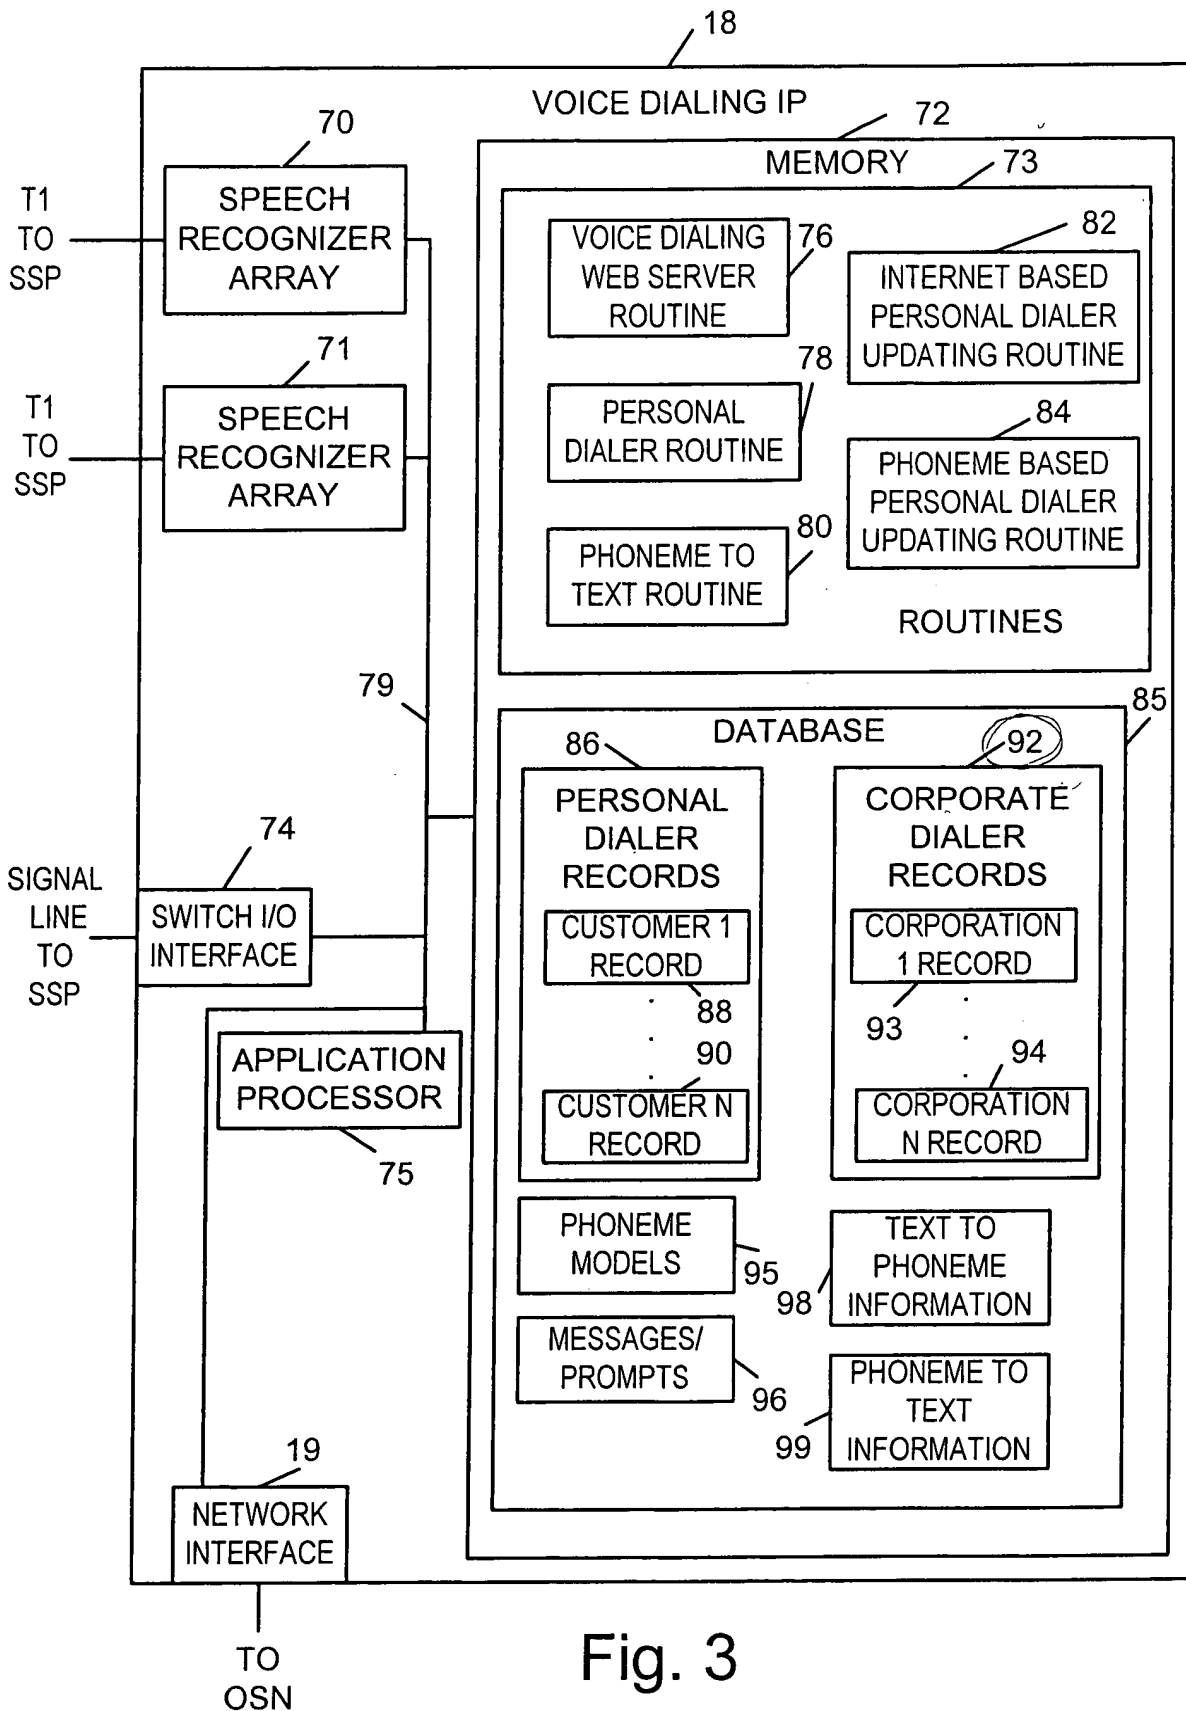 18
VOICE DIALING IP
70
SPEECH
RECOGNIZER
ARRAY
T1
TO
SSP
71
SPEECH
RECOGNIZER
ARRAY
T1
TO
SSP
72
MEMORY
73
VOICE DIALING
WEB SERVER
ROUTINE
76
82
INTERNET BASED
PERSONAL DIALER
UPDATING ROUTINE
78
PERSONAL
DIALER ROUTINE
84
PHONEME BASED
PERSONAL DIALER
UPDATING ROUTINE
80
PHONEME TO
TEXT ROUTINE
ROUTINES
79
85
DATABASE
86
PERSONAL
DIALER
RECORDS
CUSTOMER 1
RECORD
88
90
CUSTOMER N
RECORD
92
CORPORATE
DIALER
RECORDS
CORPORATION
1 RECORD
93
94
CORPORATION
N RECORD
74
SIGNAL
LINE
TO
SSP
SWITCH I/O
INTERFACE
APPLICATION
PROCESSOR
75
PHONEME
MODELS
95
TEXT TO
PHONEME
INFORMATION
98
MESSAGES/
PROMPTS
96
PHONEME TO
TEXT
INFORMATION
99
19
NETWORK
INTERFACE
TO
OSN
Fig. 3